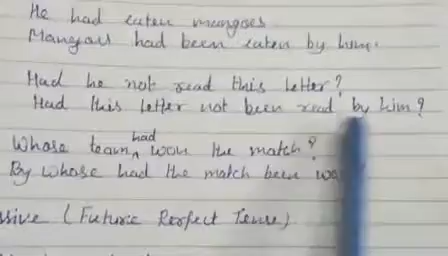 He had eaten mangoes
Mangoes had been eaten by him.
Had he not read this letter?
Had this letter not been read by him?
Whose team had won the match?
By whose had the match been
(Future Perfect Tense)